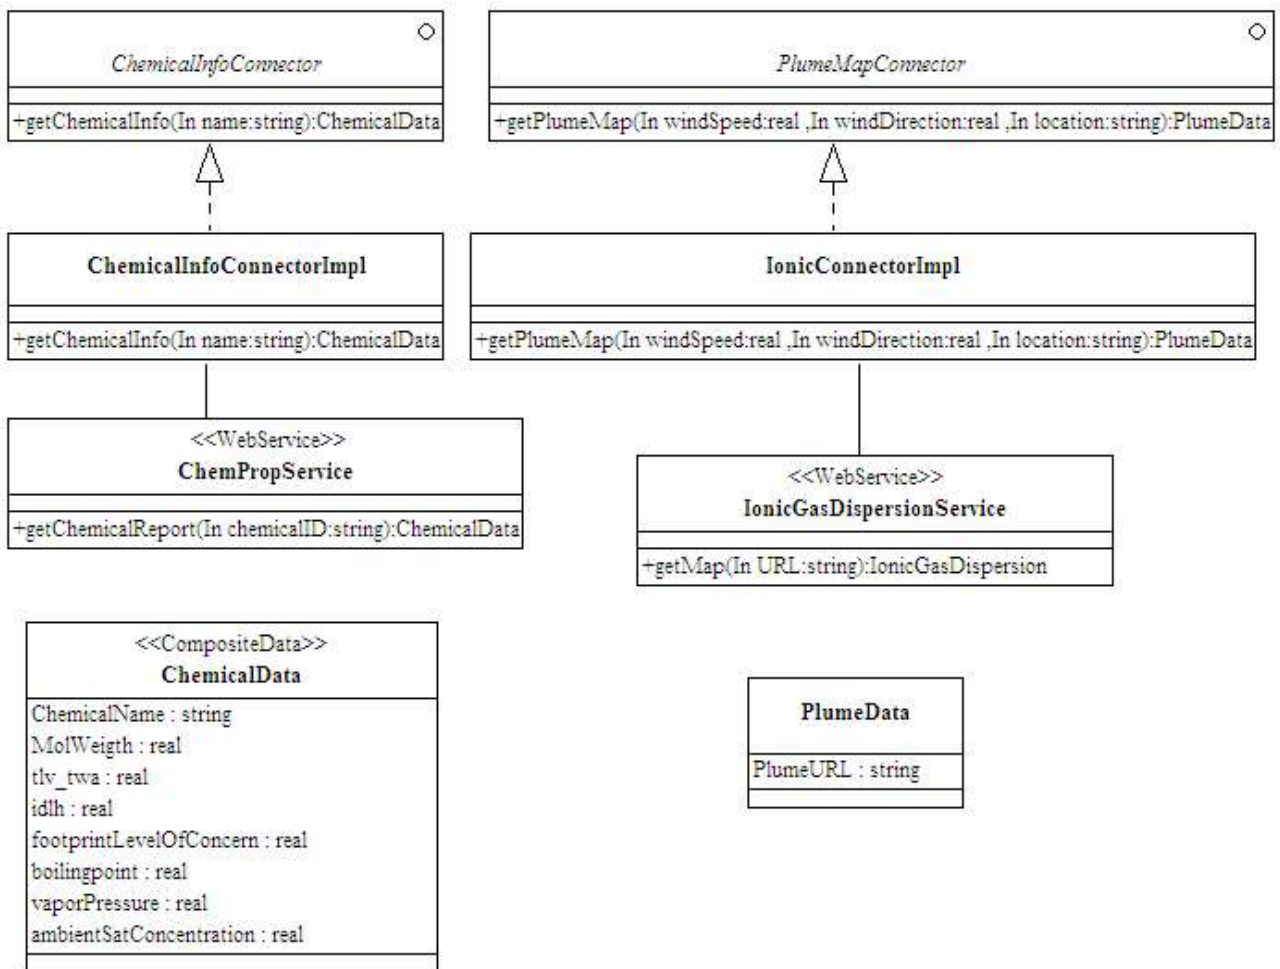 ChemicalInfoConnector
+getChemicalInfo(In name:string):ChemicalData
PlumeMapConnector
+getPlumeMap(In windSpeed:real ,In windDirection:real ,In location:string):PlumeData
ChemicalInfoConnectorImpl
+getChemicalInfo(In name:string):ChemicalData
IonicConnectorImpl
+getPlumeMap(In windSpeed:real ,In windDirection:real ,In location:string):PlumeData
<<WebService>>
ChemPropService
+getChemicalReport(In chemicalID:string):ChemicalData
<<WebService>>
IonicGasDispersionService
+getMap(In URL:string):IonicGasDispersion
<<CompositeData>>
ChemicalData
ChemicalName : string
MolWeigth : real
tlv_twa : real
idlh : real
footprintLevelOfConcern : real
boilingpoint : real
vaporPressure : real
ambientSatConcentration : real
PlumeData
PlumeURL : string